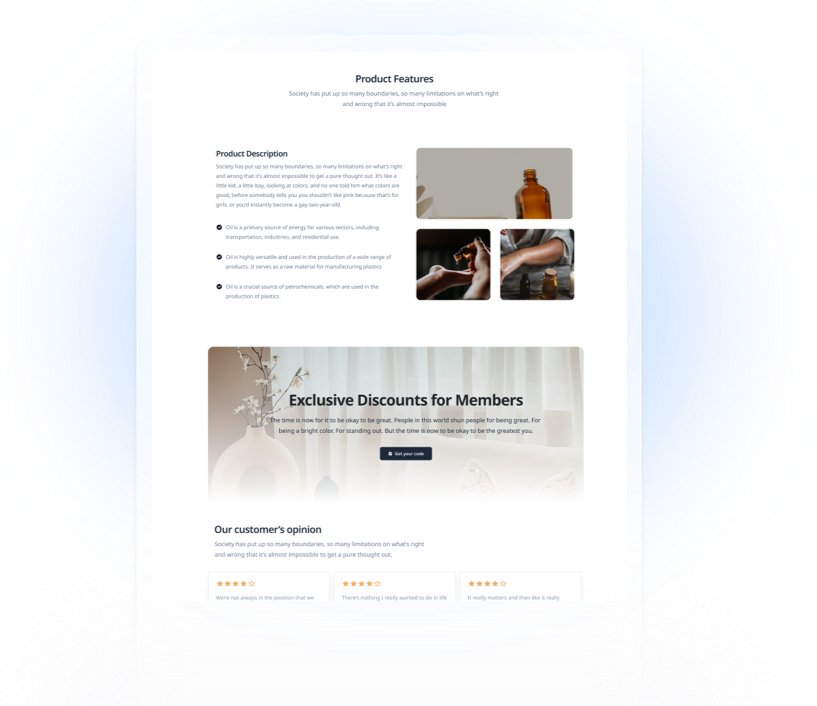 Product Features
Society has put up so many boundaries, so many limitations on what's right
and wrong that it's almost impossible
Product Description
Society has put up so many boundaries, so many limitations on what's right
and wrong that it's almost impossible to get a pure thought out. It's like a
little kid, a little boy, looking at colors, and no one told him what colors are
good, before somebody tells you you shouldn't like pink because that's for
girls, or you'd instantly become a gay two-year-old.
Oil is a primary source of energy for various sectors, including
transportation, industries, and residential use.
Oil is highly versatile and used in the production of a wide range of
products. It serves as a raw material for manufacturing plastics
Oil is a crucial source of petrochemicals, which are used in the
production of plastics.
Exclusive Discounts for Members
The time is now for it to be okay to be great. People in this world shun people for being great. For
being a bright color. For standing out. But the time is now to be okay to be the greatest you.
Get your code
Our customer's opinion
Society has put up so many boundaries, so many limitations on what's right
and wrong that it's almost impossible to get a pure thought out.
We're not always in the position that we
There's nothing I really wanted to do in life
It really matters and then like it really